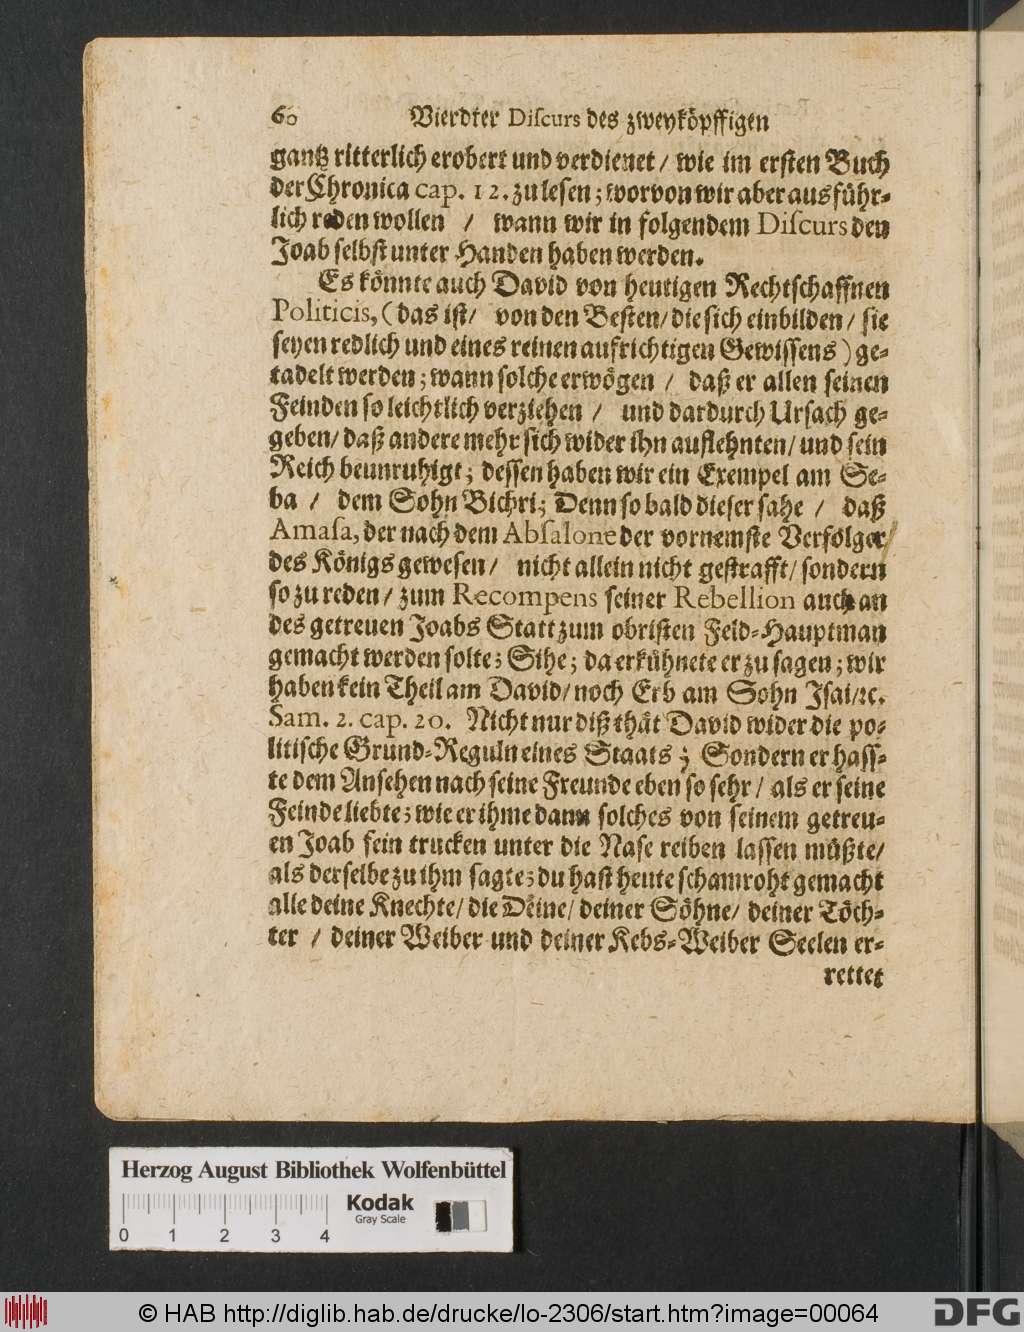 60 Vierdter Discurs des zweyköpffigen
gantz ritterlich erobert und verdienet / wie im ersten Buch
der Chronica cap. 12. zu lesen; worvon wir aber ausführ-
lich reden wollen / wann wir in folgendem Discurs den
Joab selbst unter Handen haben werden.
Es könnte auch David von heutigen Rechtschaffnen
Politicis, (das ist/ von den Besten/ die sich einbilden/ sie
seyen redlich und eines reinen aufrichtigen Gewissens) ge-
tadelt werden; wann solche erwögen / daß er allen seinen
Feinden so leichtlich verziehen / und dardurch Ursach ge-
geben/ daß andere mehr sich wider ihn auflehnten/ und sein
Reich beunruhigt; dessen haben wir ein Exempel am Se-
ba / dem Sohn Bichri; Denn so bald dieser sahe / daß
Amasa, der nach dem Absalone der vornemste Verfolger
des Königs gewesen/ nicht allein nicht gestrafft/ sondern
so zu reden/ zum Recompens seiner Rebellion auch an
des getreuen Joabs Statt zum obristen Feld-Hauptman
gemacht werden solte; Sihe; da erkühnete er zu sagen; wir
haben kein Theil am David/ noch Erb am Sohn Isai/ꝛc.
Sam. 2. cap. 20. Nicht nur diß thät David wider die po-
litische Grund-Reguln eines Staats; Sondern er hass-
te dem Ansehen nach seine Freunde eben so sehr/ als er seine
Feinde liebte; wie er ihme dann solches von seinem getreu-
en Joab fein trucken unter die Nase reiben lassen müßte/
als derselbe zu ihm sagte; du hast heute schamroht gemacht
alle deine Knechte/ die Deine/ deiner Söhne/ deiner Töch-
ter / deiner Weiber und deiner Kebs-Weiber Seelen er-
rettet
Herzog August Bibliothek Wolfenbüttel
Kodak
Gray Scale
0 1 2 3 4
© HAB http://diglib.hab.de/drucke/lo-2306/start.htm?image=00064
DFG